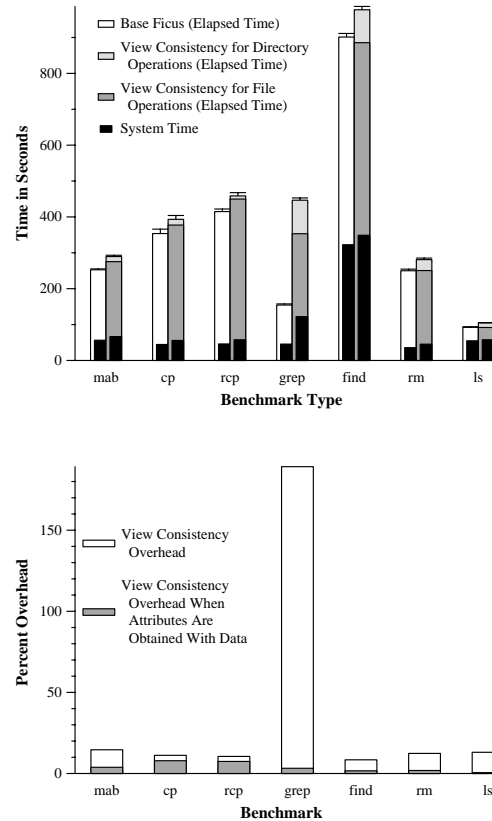 Base Ficus (Elapsed Time)
View Consistency for Directory
Operations (Elapsed Time)
View Consistency for File
Operations (Elapsed Time)
System Time
Time in Seconds
800
600
400
200
0
mab cp rcp grep find rm ls
Benchmark Type
View Consistency
Overhead
View Consistency
Overhead When
Attributes Are
Obtained With Data
Percent Overhead
150
100
50
0
mab cp rcp grep find rm ls
Benchmark